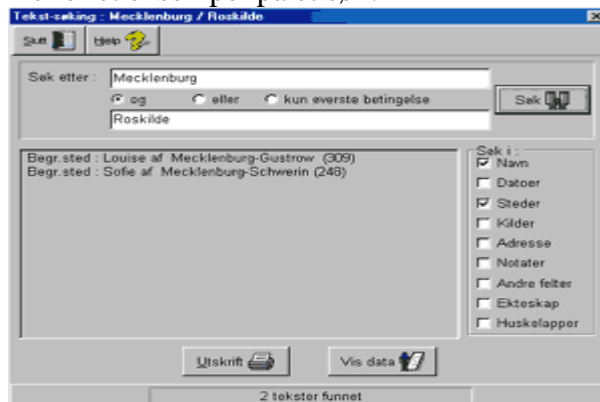 Tekst-søking : Mecklenburg / Roskilde
Slutt Hjelp
Søk etter : Mecklenburg
og eller kun øverste betingelse
Søk
Roskilde
Begr.sted : Louise af Mecklenburg-Gustrow (309)
Begr.sted : Sofie af Mecklenburg-Schwerin (248)
Søk i :
Navn
Datoer
Steder
Kilder
Adresse
Notater
Andre felter
Ekteskap
Huskelapper
Utskrift Vis data
2 tekster funnet